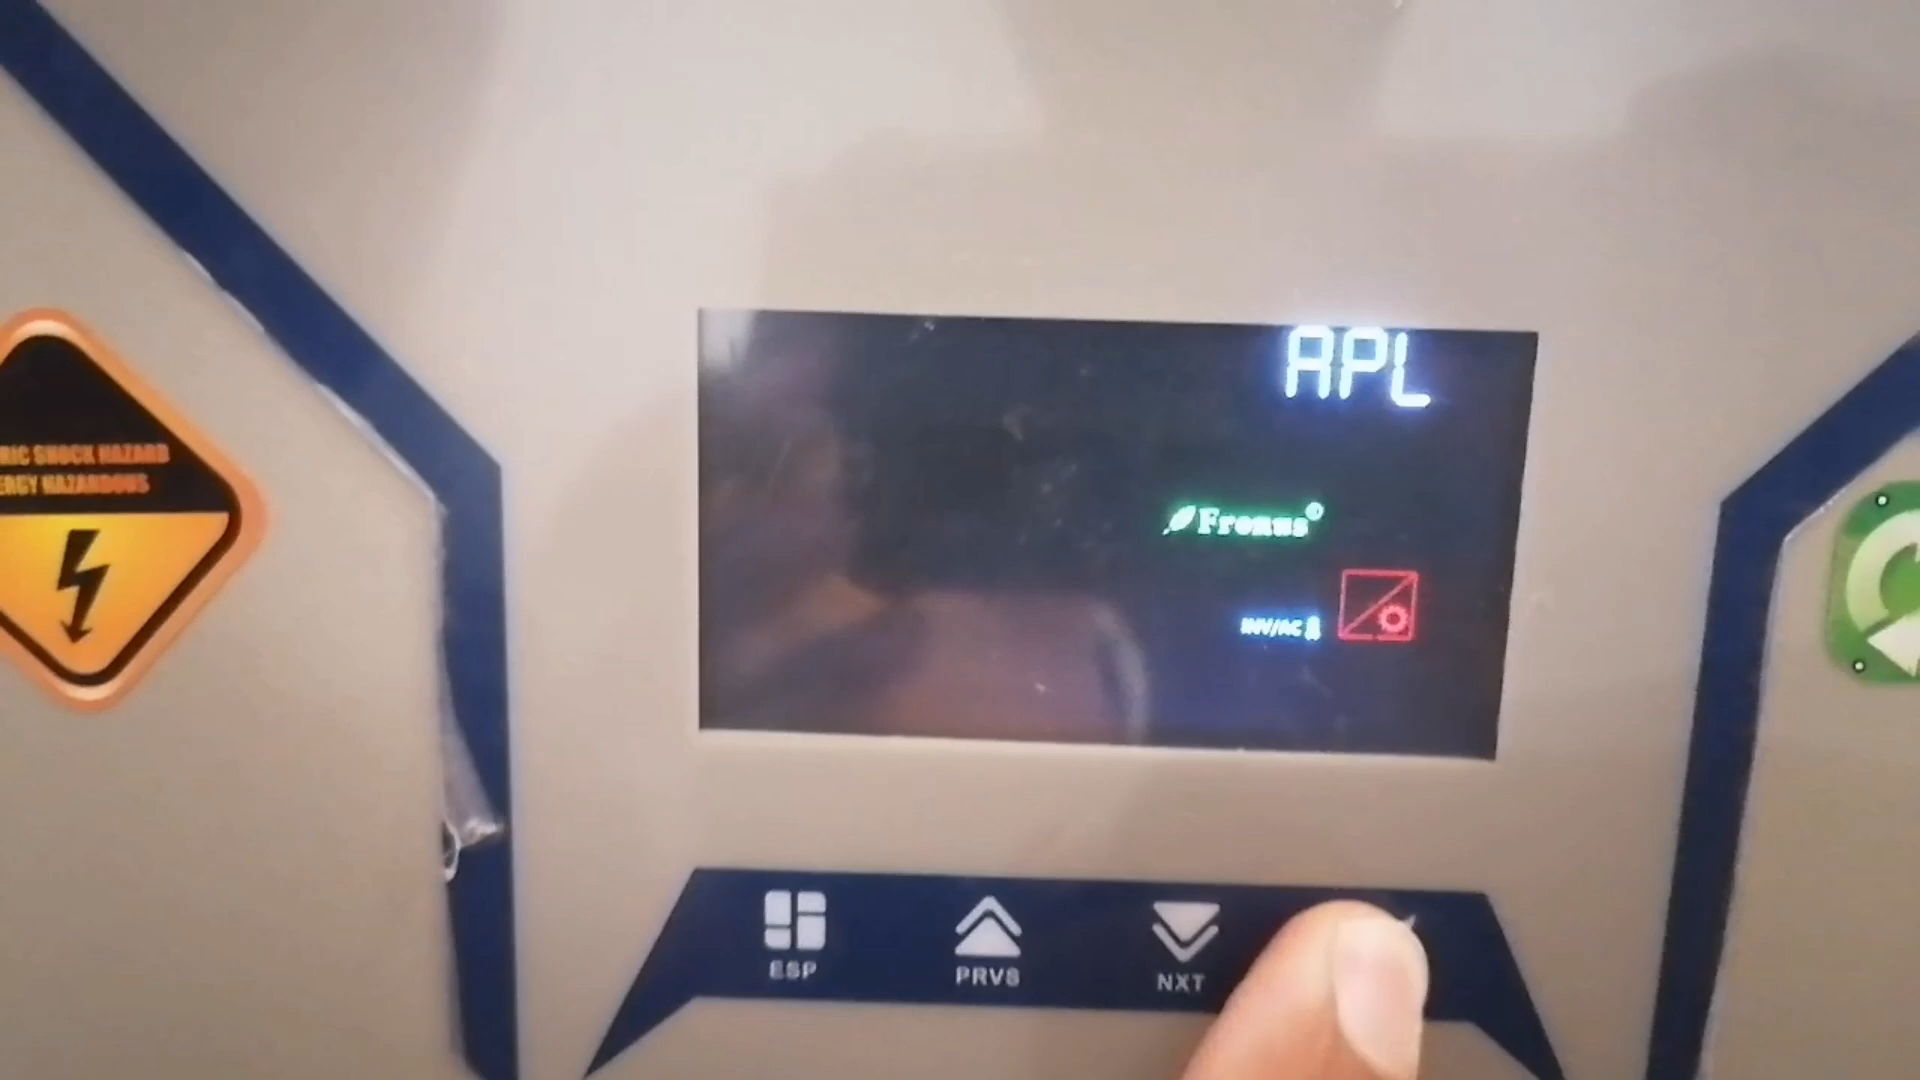 APL
RIC SHOCK HAZARD
ERGY HAZARDOUS
Fronus
INV/AC
ESP
PRVS
NXT